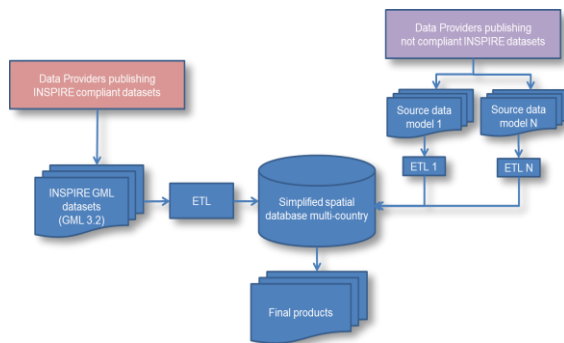 Data Providers publishing
not compliant INSPIRE datasets
Data Providers publishing
INSPIRE compliant datasets
Source data
model 1
Source data
model N
ETL 1
ETL N
INSPIRE GML
datasets
(GML 3.2)
ETL
Simplified spatial
database multi-country
Final products